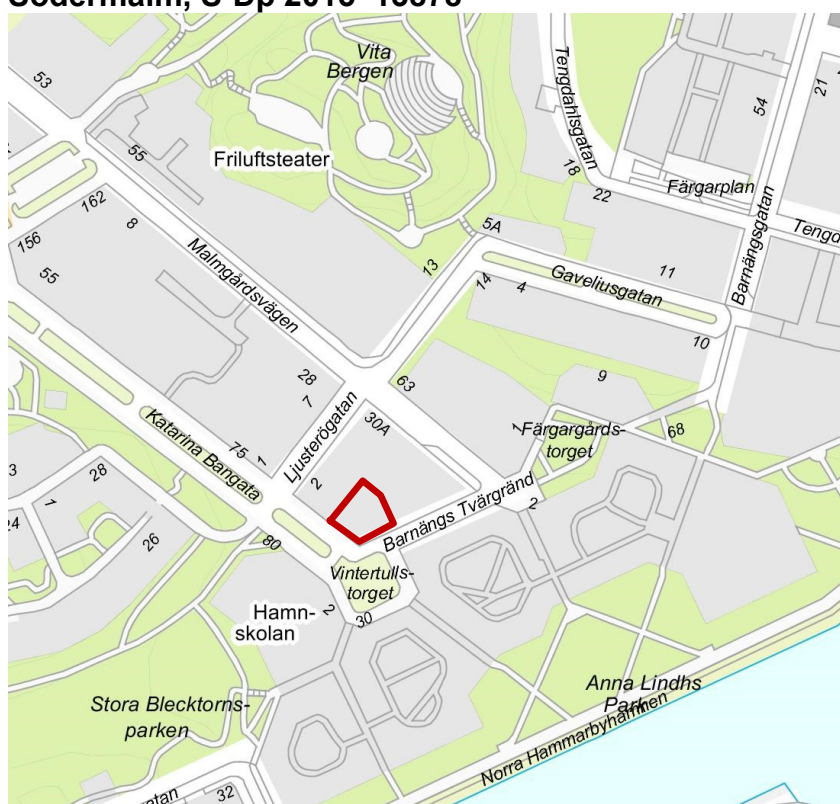 53
Vita
Bergen
Tengdahlsgatan
54
21
55
Friluftsteater
18
22
Färgarplan
162
8
156
55
5A
Tengd
Malmgårdsvägen
13
14
4
Gaveliusgatan
11
Barnängsgatan
10
28
7
63
9
Ljusterögatan
30A
1
Färgargårds-
torget
68
75
1
Katarina Bangata
3
28
1
24
26
2
Barnängs Tvärgränd
2
80
Vintertulls-
torget
Hamn-
skolan
2
30
Anna Lindhs
Park
Stora Blecktorns-
parken
Norra Hammarbyhamnen
32